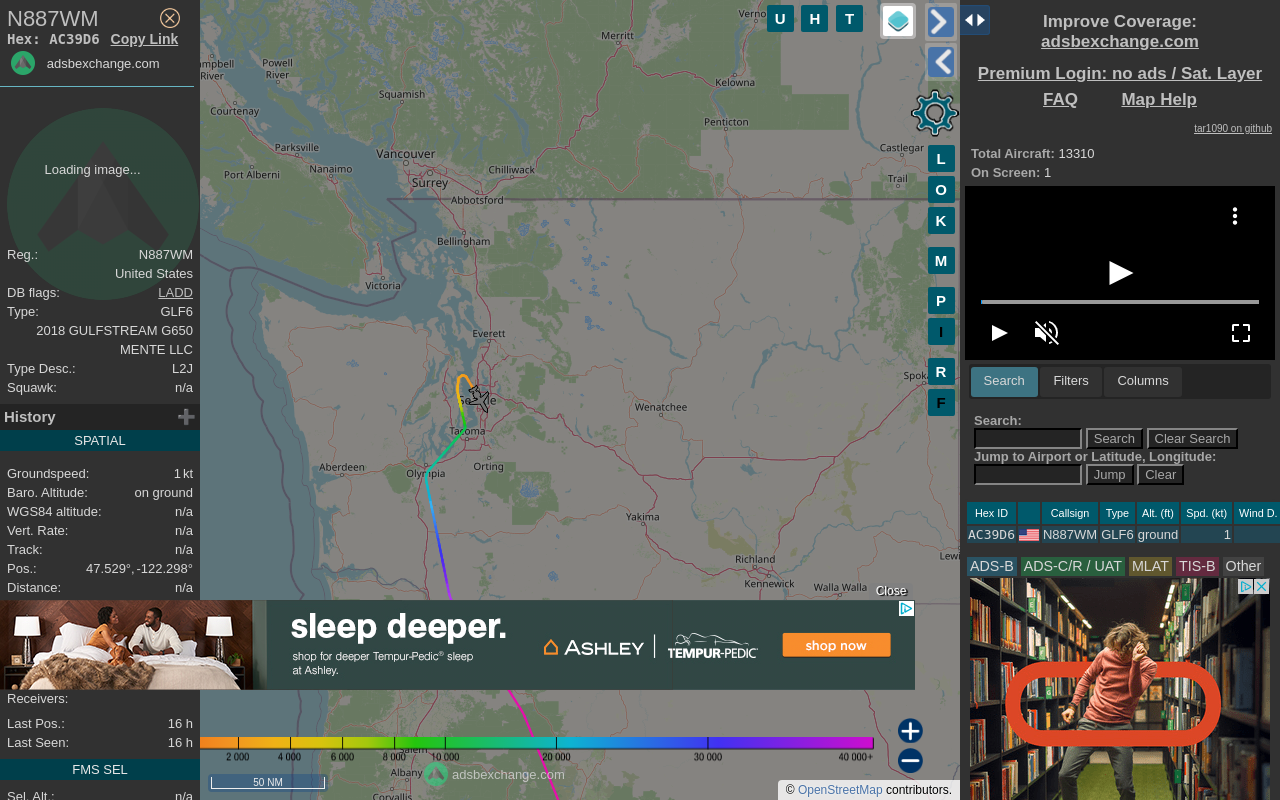 N887WM
Hex: AC39D6 Copy Link
adsbexchange.com
Loading image...
Reg.: N887WM
United States
DB flags: LADD
Type: GLF6
2018 GULFSTREAM G650
MENTE LLC
Type Desc.: L2J
Squawk: n/a
History
SPATIAL
Groundspeed: 1 kt
Baro. Altitude: on ground
WGS84 altitude: n/a
Vert. Rate: n/a
Track: n/a
Pos.: 47.529°, -122.298°
Distance: n/a
Receivers:
Last Pos.: 16 h
Last Seen: 16 h
FMS SEL
Sel. Alt.: n/a
U H T
Merritt
Powell
River
River
Squamish
Kelowna
Courtenay
Penticton
Parksville
Vancouver
Castlegar
Nanaimo
Chilliwack
Port Alberni
Surrey
Trail
Abbotsford
Bellingham
Victoria
Everett
Wenatchee
Tacoma
Aberdeen
Orting
Olympia
Yakima
Richland
Kennewick
Walla Walla
Albany
Corvallis
L
O
K
M
P
I
R
F
Close
sleep deeper.
shop for deeper Tempur-Pedic® sleep
at Ashley.
ASHLEY
TEMPUR-PEDIC
shop now
2 000 4 000 6 000 8 000 10 000 20 000 30 000 40 000+
adsbexchange.com
50 NM
© OpenStreetMap contributors.
Improve Coverage:
adsbexchange.com
Premium Login: no ads / Sat. Layer
FAQ Map Help
tar1090 on github
Total Aircraft: 13310
On Screen: 1
Search Filters Columns
Search:
Search Clear Search
Jump to Airport or Latitude, Longitude:
Jump Clear
Hex ID Callsign Type Alt. (ft) Spd. (kt) Wind D.
AC39D6 N887WM GLF6 ground 1
ADS-B ADS-C/R / UAT MLAT TIS-B Other